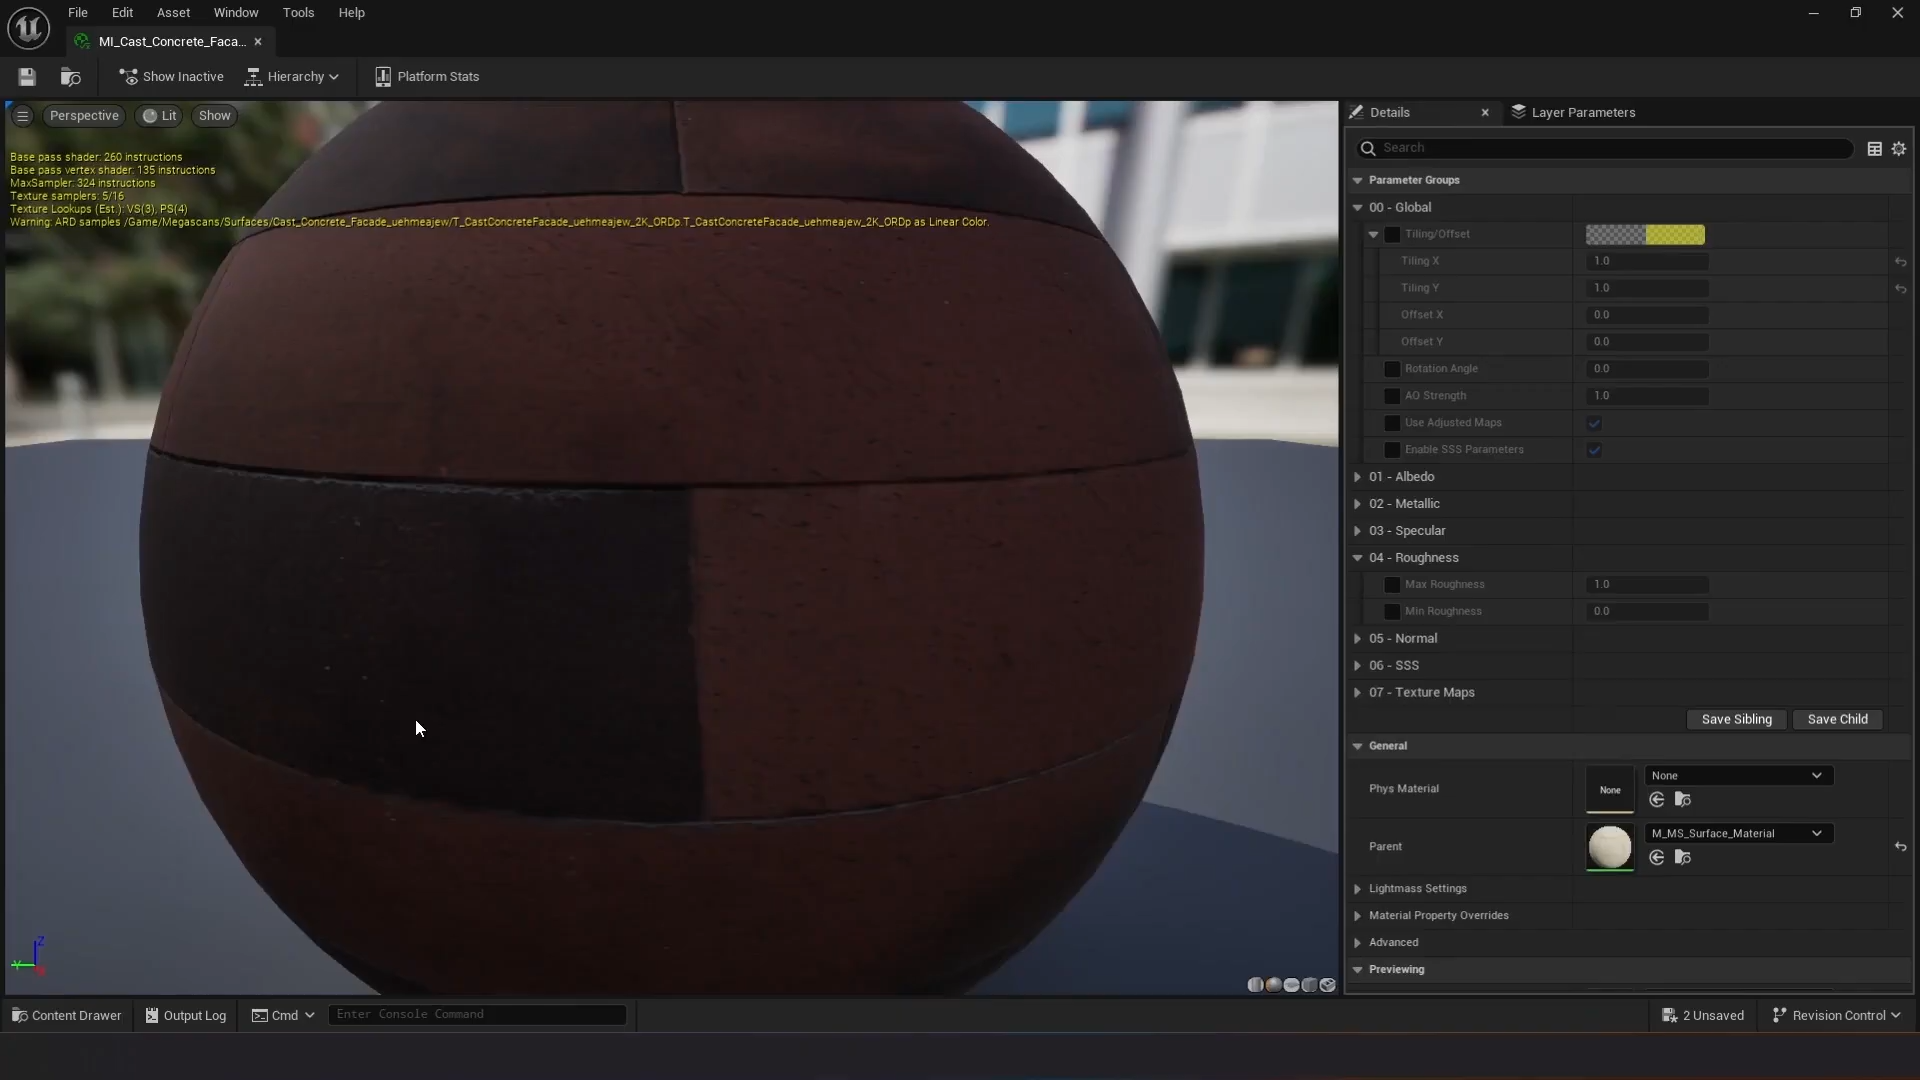 File Edit Asset Window Tools Help
MI_Cast_Concrete_Faca...
Show Inactive Hierarchy Platform Stats
Perspective Lit Show
Base pass shader: 260 instructions
Base pass vertex shader: 135 instructions
MaxSampler: 324 instructions
Texture samplers: 5/16
Texture Lookups (Est.): VS(3), PS(4)
Warning: ARD samples /Game/Megascans/Surfaces/Cast_Concrete_Facade_uehmeajew/T_CastConcreteFacade_uehmeajew_2K_ORDp.T_CastConcreteFacade_uehmeajew_2K_ORDp as Linear Color.
Z
Y
Details Layer Parameters
Search
Parameter Groups
00 - Global
Tiling/Offset
Tiling X 1.0
Tiling Y 1.0
Offset X 0.0
Offset Y 0.0
Rotation Angle 0.0
AO Strength 1.0
Use Adjusted Maps
Enable SSS Parameters
01 - Albedo
02 - Metallic
03 - Specular
04 - Roughness
Max Roughness 1.0
Min Roughness 0.0
05 - Normal
06 - SSS
07 - Texture Maps
Save Sibling Save Child
General
Phys Material None None
Parent M_MS_Surface_Material
Lightmass Settings
Material Property Overrides
Advanced
Previewing
Content Drawer Output Log Cmd Enter Console Command 2 Unsaved Revision Control